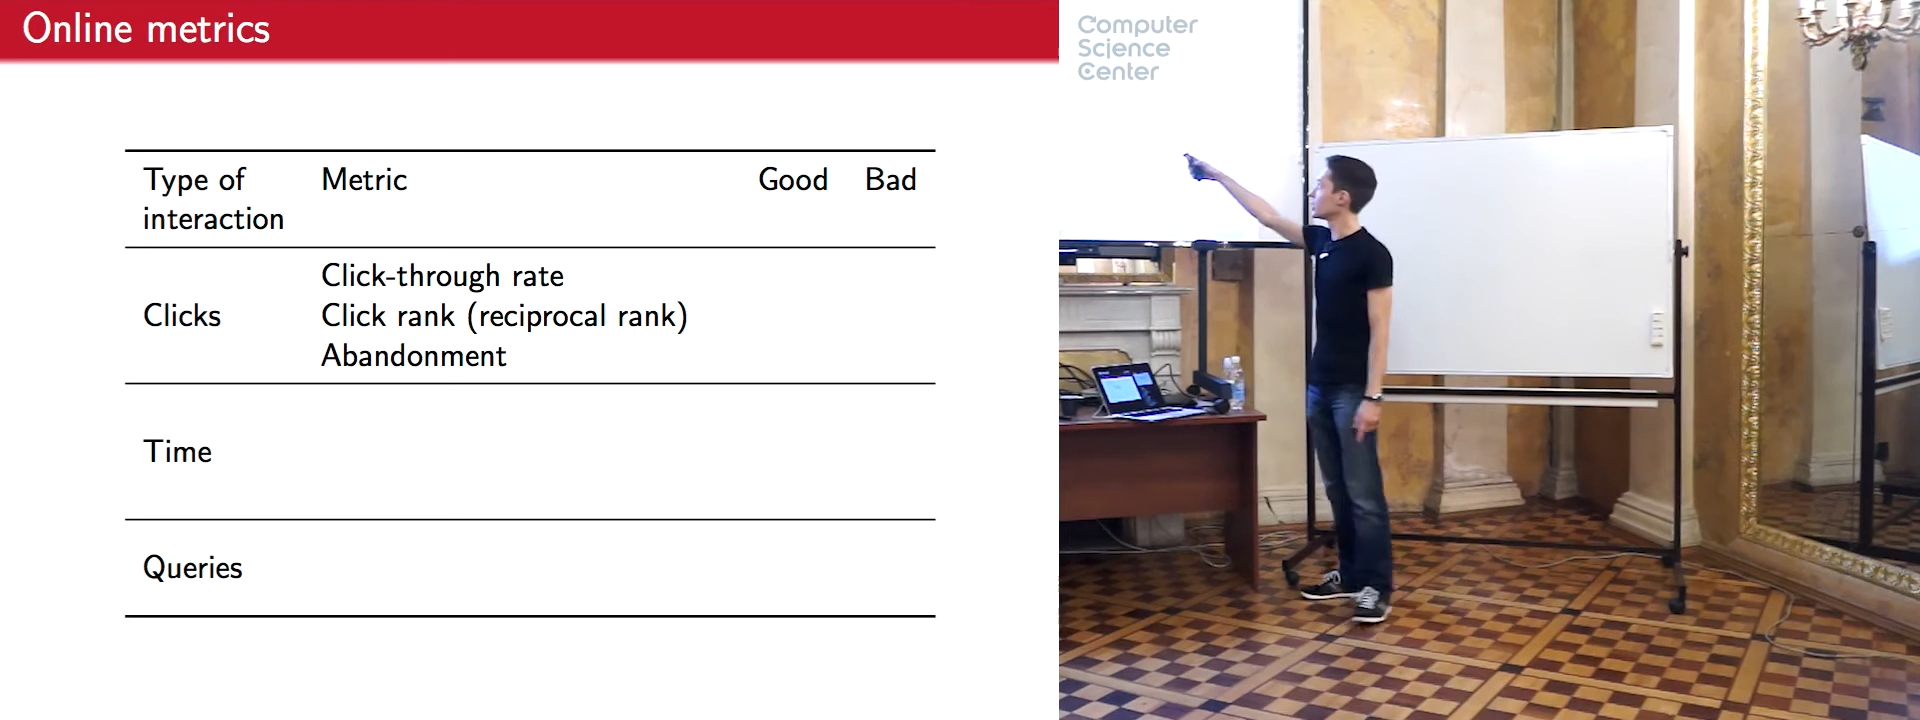 Online metrics
Type of interaction Metric Good Bad
Clicks
Click-through rate
Click rank (reciprocal rank)
Abandonment
Time
Queries
Computer
Science
Center